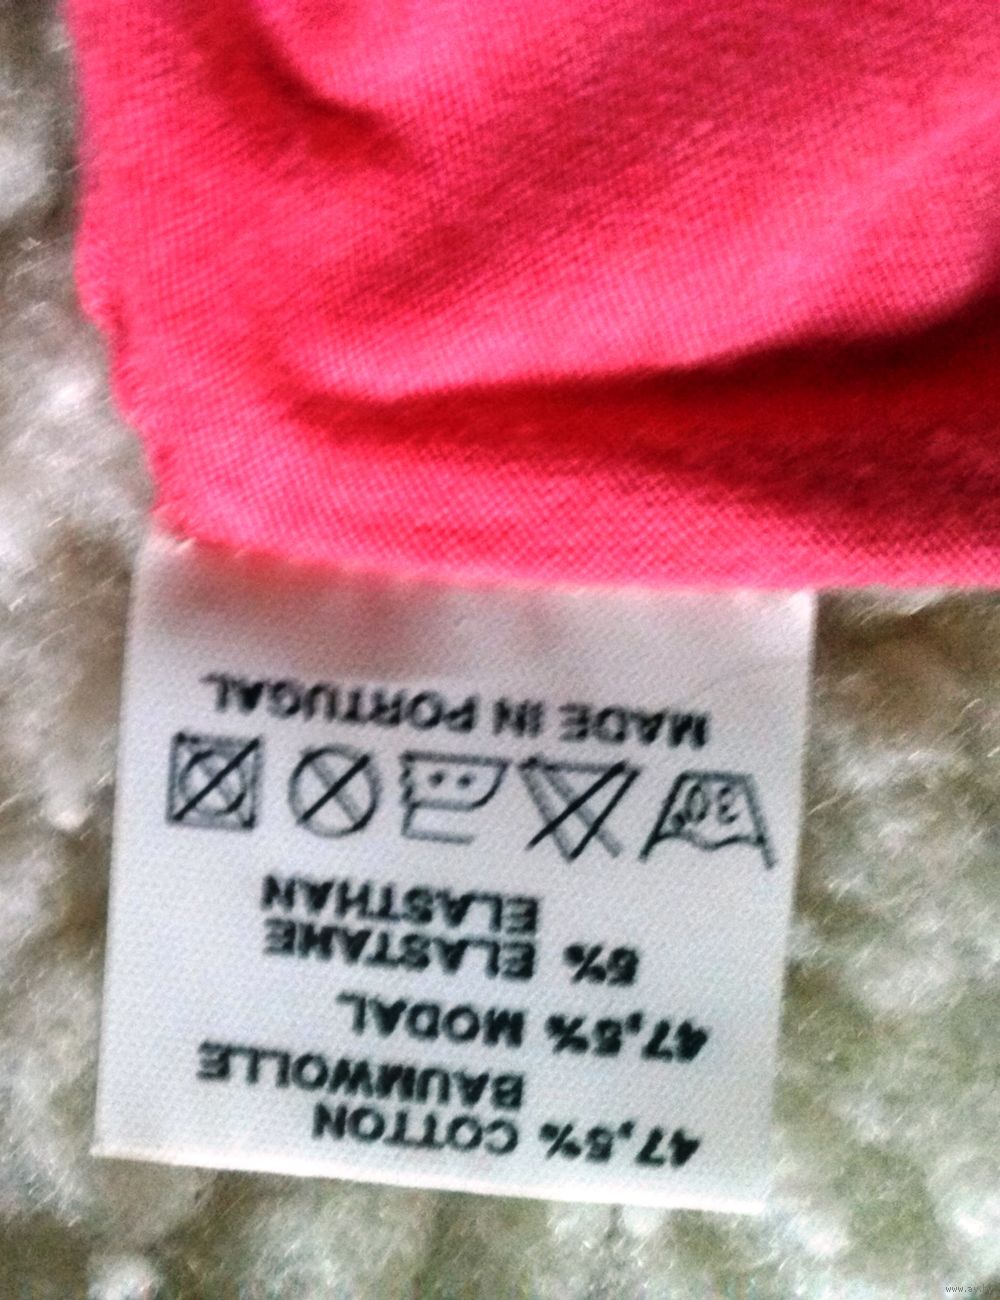 47,5% COTTON
BAUMWOLLE
47,5% MODAL
5% ELASTANE
ELASTHAN
30°
MADE IN PORTUGAL